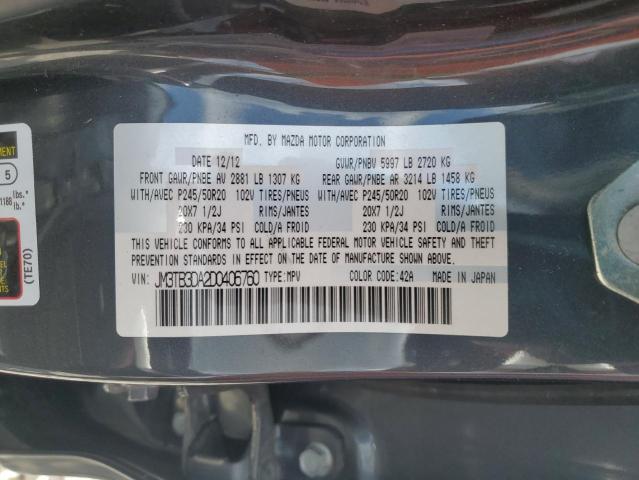 MFD. BY MAZDA MOTOR CORPORATION
DATE 12/12 GVWR/PNBV 5997 LB 2720 KG
FRONT GAWR/PNBE AV 2881 LB 1307 KG REAR GAWR/PNBE AR 3214 LB 1458 KG
WITH/AVEC P245/50R20 102V TIRES/PNEUS WITH/AVEC P245/50R20 102V TIRES/PNEUS
20X7 1/2J RIMS/JANTES 20X7 1/2J RIMS/JANTES
230 KPA/34 PSI COLD/A FROID 230 KPA/34 PSI COLD/A FROID
THIS VEHICLE CONFORMS TO ALL APPLICABLE FEDERAL MOTOR VEHICLE SAFETY AND THEFT
PREVENTION STANDARDS IN EFFECT ON THE DATE OF MANUFACTURE SHOWN ABOVE.
VIN: JM3TB3DA2D0406760 TYPE: MPV COLOR CODE: 42A MADE IN JAPAN
5
lbs."
1188 lb."
(TE70)